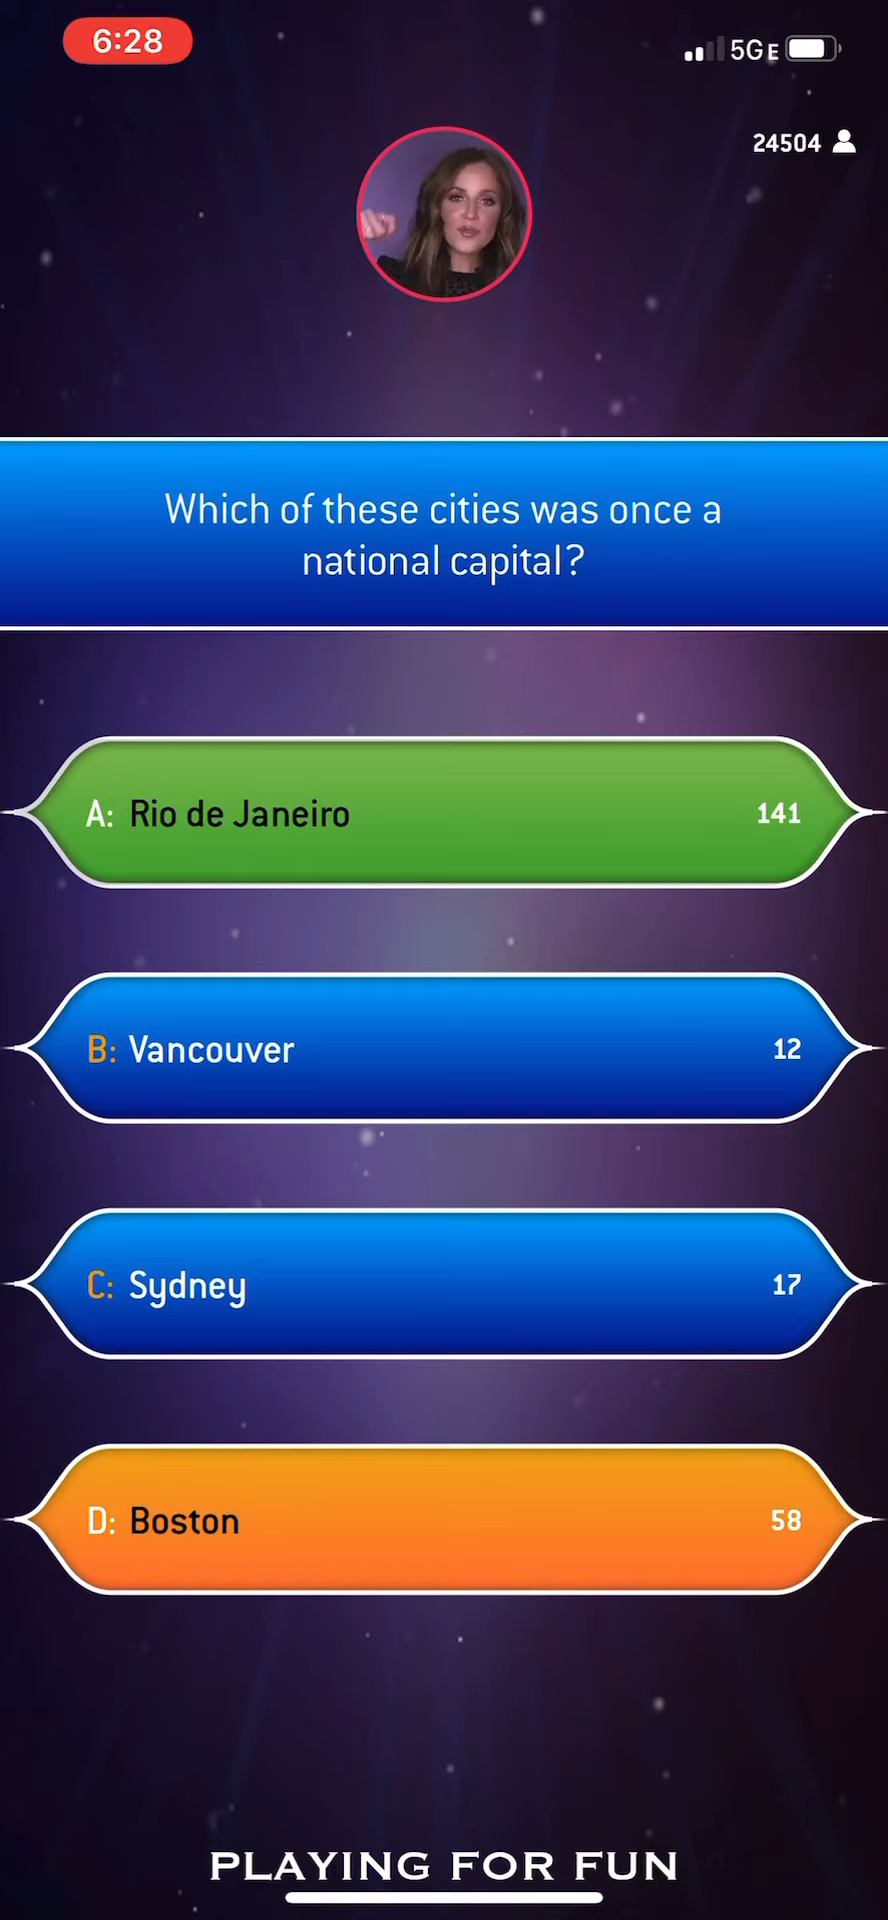 6:28
5GE
24504
Which of these cities was once a
national capital?
A: Rio de Janeiro 141
B: Vancouver 12
C: Sydney 17
D: Boston 58
PLAYING FOR FUN